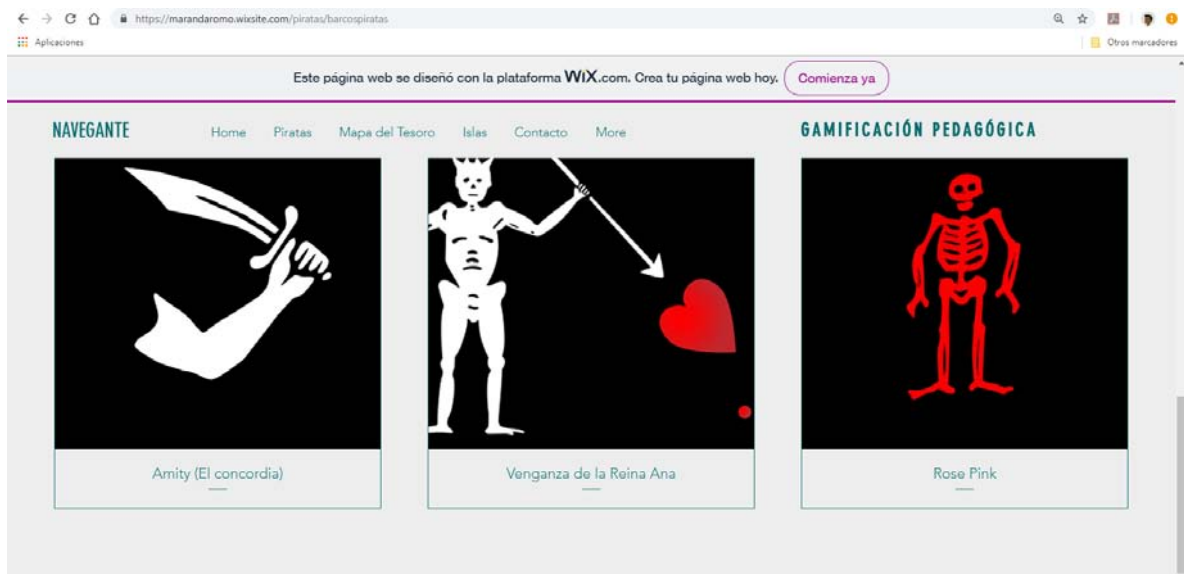 https://marandaromo.wixsite.com/piratas/barcospiratas
Aplicaciones
Otros marcadores
Este página web se diseñó con la plataforma WiX.com. Crea tu página web hoy. Comienza ya
NAVEGANTE Home Piratas Mapa del Tesoro Islas Contacto More GAMIFICACIÓN PEDAGÓGICA
Amity (El concordia) Venganza de la Reina Ana Rose Pink